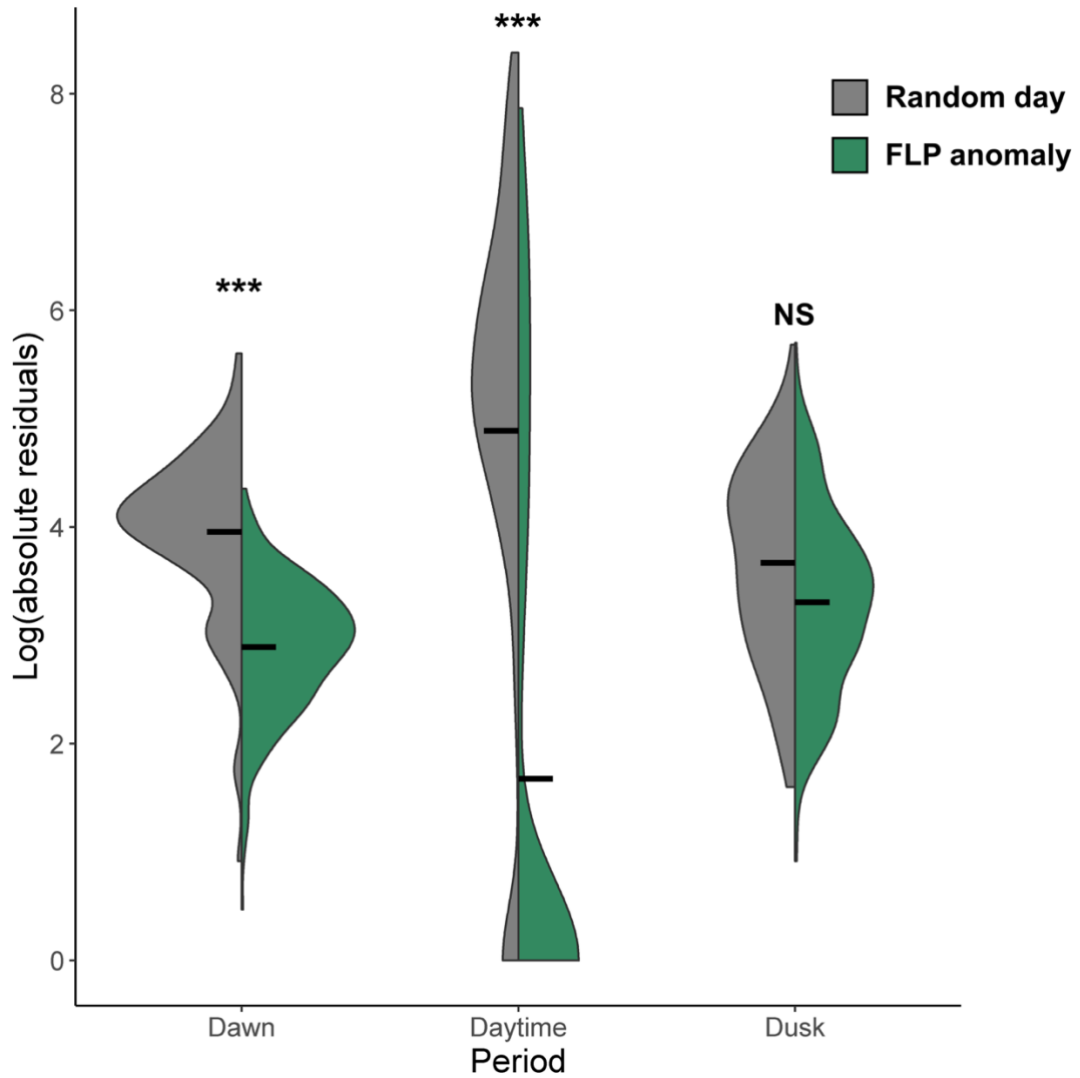 ***
8
Random day
FLP anomaly
***
6
NS
Log(absolute residuals)
4
2
0
Dawn
Daytime
Dusk
Period